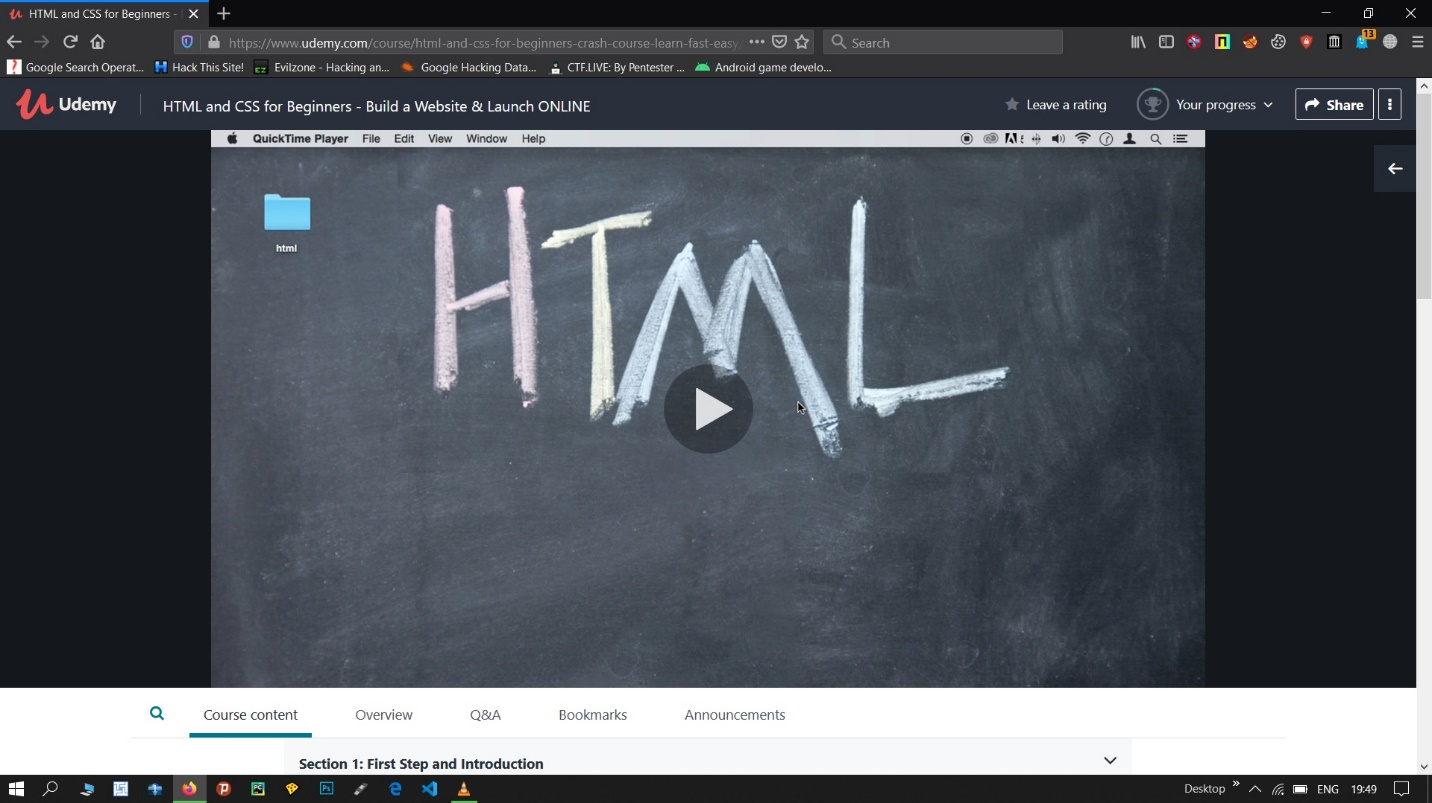 HTML and CSS for Beginners -
https://www.udemy.com/course/html-and-css-for-beginners-crash-course-learn-fast-easy,
Search
13
Google Search Operat...
Hack This Site!
EZ
Evilzone - Hacking an...
Google Hacking Data...
CTF.LIVE: By Pentester ...
Android game develo...
Udemy
HTML and CSS for Beginners - Build a Website & Launch ONLINE
Leave a rating
Your progress
Share
QuickTime Player File Edit View Window Help
html
HTML
Course content
Overview
Q&A
Bookmarks
Announcements
Section 1: First Step and Introduction
PC
Ps
Desktop
ENG
19:49